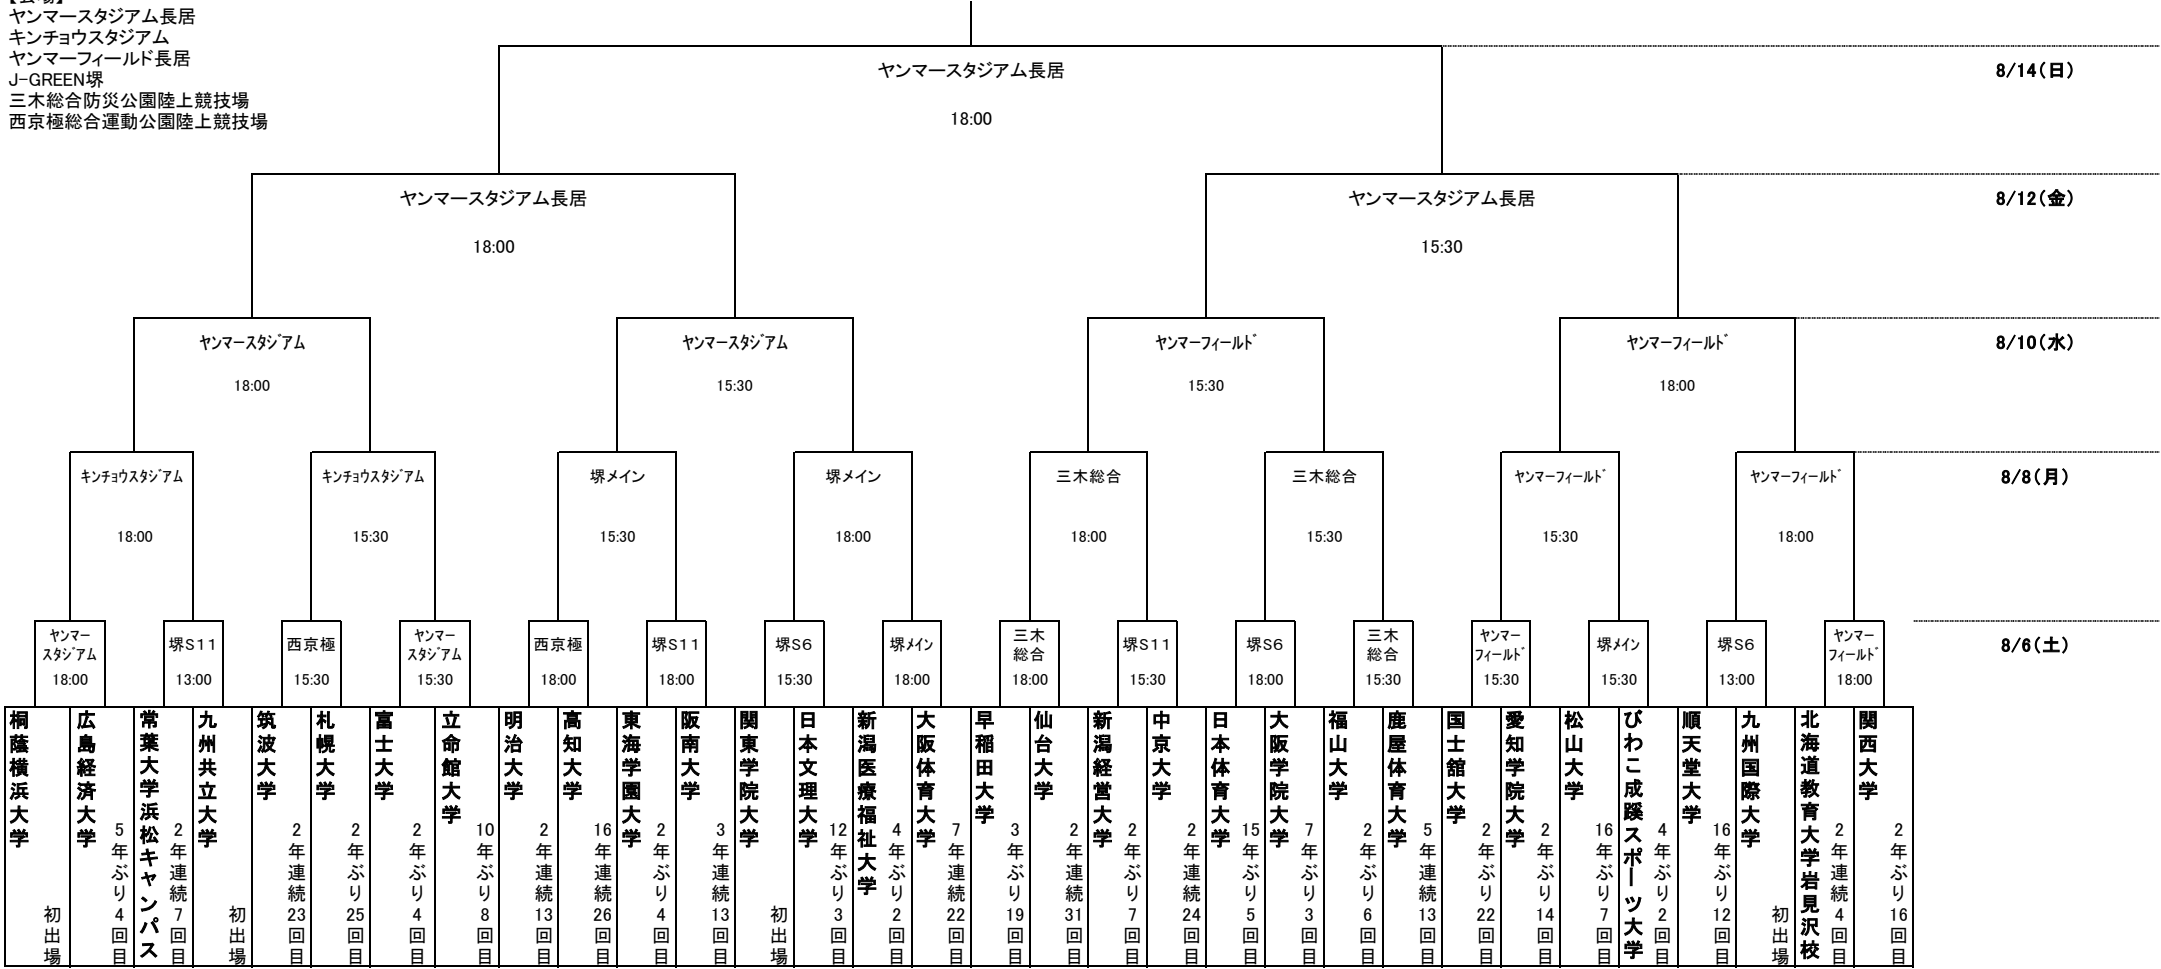 【会場】
ヤンマースタジアム長居
キンチョウスタジアム
ヤンマーフィールド長居
J-GREEN堺
三木総合防災公園陸上競技場
西京極総合運動公園陸上競技場
ヤンマースタジアム長居
18:00
8/14(日)
ヤンマースタジアム長居
18:00
ヤンマースタジアム長居
15:30
8/12(金)
ヤンマースタジアム
18:00
ヤンマースタジアム
15:30
ヤンマーフィールド
15:30
ヤンマーフィールド
18:00
8/10(水)
キンチョウスタジアム
18:00
キンチョウスタジアム
15:30
堺メイン
15:30
堺メイン
18:00
三木総合
18:00
三木総合
15:30
ヤンマーフィールド
15:30
ヤンマーフィールド
18:00
8/8(月)
ヤンマー
スタジアム
18:00
堺S11
13:00
西京極
15:30
ヤンマー
スタジアム
15:30
西京極
18:00
堺S11
18:00
堺S6
15:30
堺メイン
18:00
三木
総合
18:00
堺S11
15:30
堺S6
18:00
三木
総合
15:30
ヤンマー
フィールド
15:30
堺メイン
15:30
堺S6
13:00
ヤンマー
フィールド
18:00
8/6(土)
桐蔭横浜大学
初出場
広島経済大学
5年ぶり4回目
常葉大学浜松キャンパス
2年連続7回目
九州共立大学
初出場
筑波大学
2年連続23回目
札幌大学
2年ぶり25回目
富士大学
2年ぶり4回目
立命館大学
10年ぶり8回目
明治大学
2年連続13回目
高知大学
16年連続26回目
東海学園大学
2年ぶり4回目
阪南大学
3年連続13回目
関東学院大学
初出場
日本文理大学
12年ぶり3回目
新潟医療福祉大学
4年ぶり2回目
大阪体育大学
7年連続22回目
早稲田大学
3年ぶり19回目
仙台大学
2年連続31回目
新潟経営大学
2年ぶり7回目
中京大学
2年連続24回目
日本体育大学
15年ぶり5回目
大阪学院大学
7年ぶり3回目
福山大学
2年ぶり6回目
鹿屋体育大学
5年連続13回目
国士舘大学
2年ぶり22回目
愛知学院大学
2年ぶり14回目
松山大学
16年ぶり7回目
びわこ成蹊スポーツ大学
4年ぶり2回目
順天堂大学
16年ぶり12回目
九州国際大学
初出場
北海道教育大学岩見沢校
2年連続4回目
関西大学
2年ぶり16回目